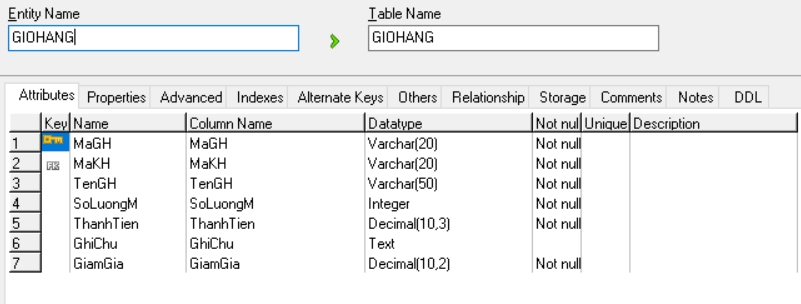 Entity Name Table Name
GIOHANG GIOHANG
Attributes Properties Advanced Indexes Alternate Keys Others Relationship Storage Comments Notes DDL
Key Name Column Name Datatype Not nul Unique Description
1 MaGH MaGH Varchar(20) Not null
2 FK MaKH MaKH Varchar(20) Not null
3 TenGH TenGH Varchar(50) Not null
4 SoLuongM SoLuongM Integer Not null
5 ThanhTien ThanhTien Decimal(10,3) Not null
6 GhiChu GhiChu Text
7 GiamGia GiamGia Decimal(10,2) Not null